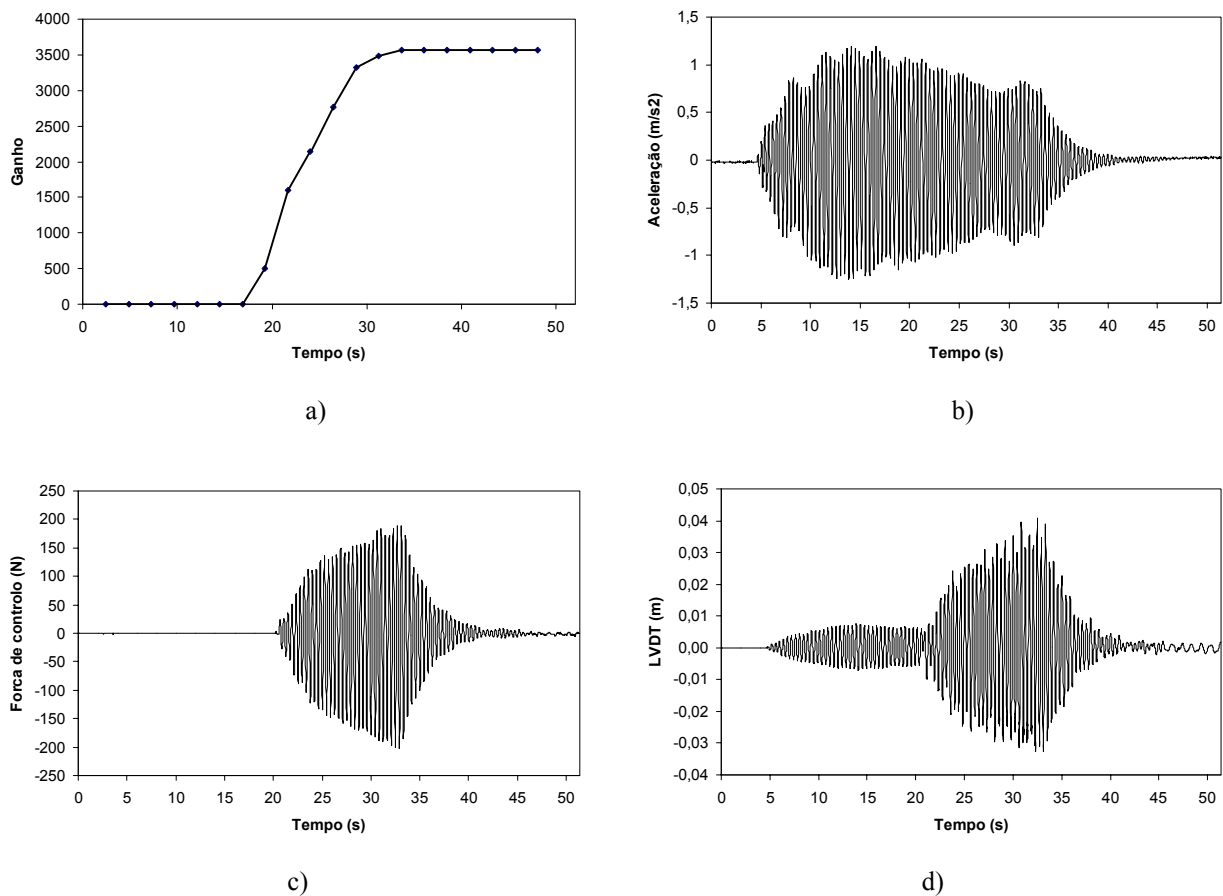 4000
3500
3000
2500
2000
1500
1000
500
0
Ganho
0 10 20 30 40 50
Tempo (s)
a)
1,5
1
0,5
0
-0,5
-1
-1,5
Aceleração (m/s2)
0 5 10 15 20 25 30 35 40 45 50
Tempo (s)
b)
250
200
150
100
50
0
-50
-100
-150
-200
-250
Forca de controlo (N)
0 5 10 15 20 25 30 35 40 45 50
Tempo (s)
c)
0,05
0,04
0,03
0,02
0,01
0,00
-0,01
-0,02
-0,03
-0,04
LVDT (m)
0 5 10 15 20 25 30 35 40 45 50
Tempo (s)
d)